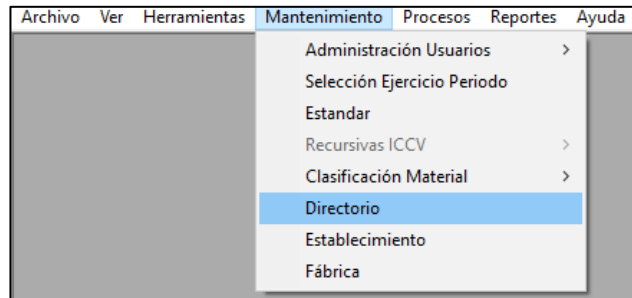 Archivo Ver Herramientas Mantenimiento Procesos Reportes Ayuda
Administración Usuarios
Selección Ejercicio Periodo
Estandar
Recursivas ICCV
Clasificación Material
Directorio
Establecimiento
Fábrica